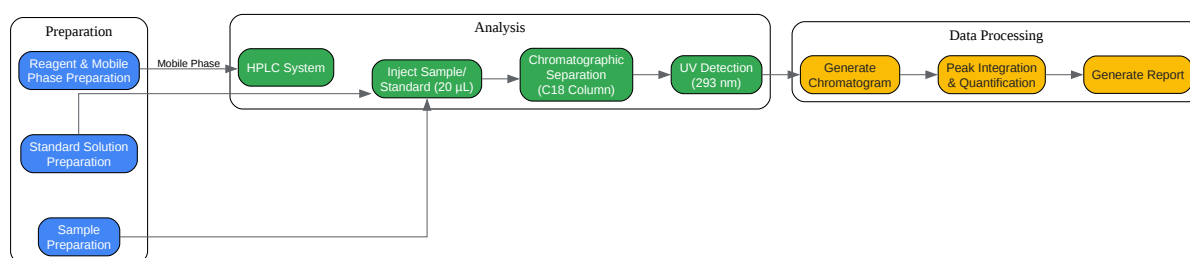 Preparation
Reagent & Mobile
Phase Preparation
Mobile Phase
Standard Solution
Preparation
Sample
Preparation
Analysis
HPLC System
Inject Sample/
Standard (20 µL)
Chromatographic
Separation
(C18 Column)
UV Detection
(293 nm)
Data Processing
Generate
Chromatogram
Peak Integration
& Quantification
Generate Report